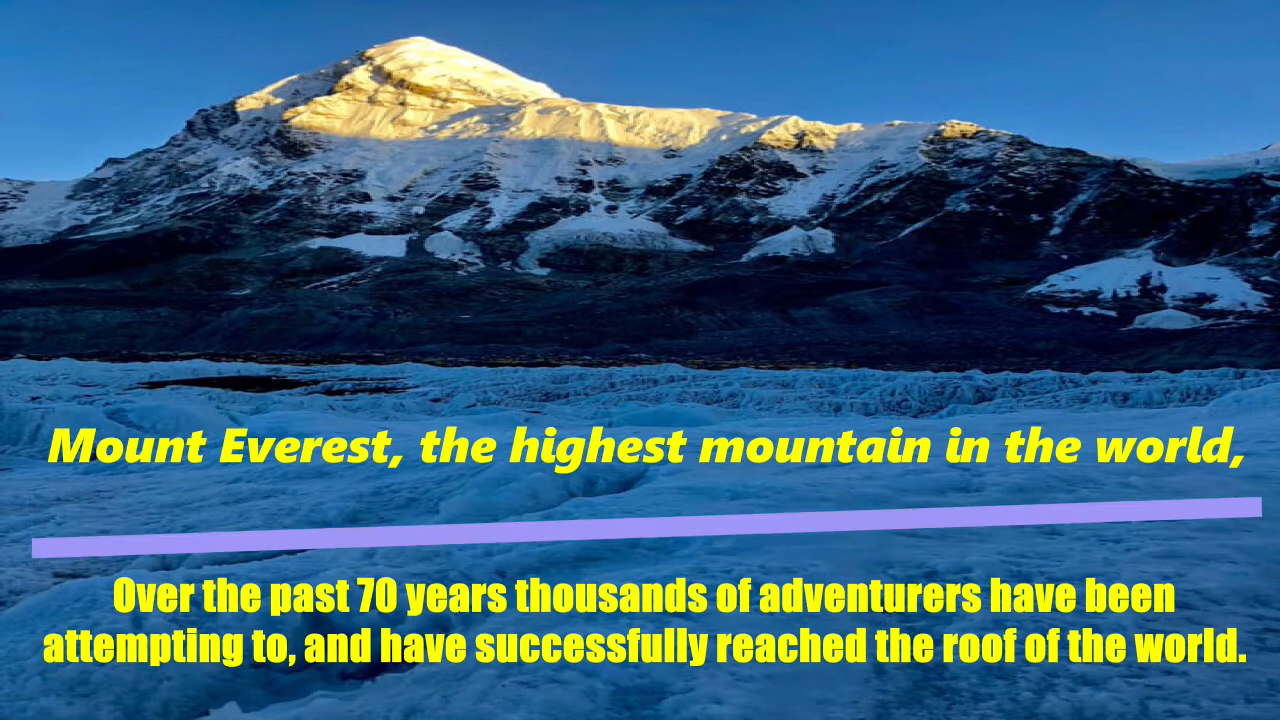 Mount Everest, the highest mountain in the world,
Over the past 70 years thousands of adventurers have been
attempting to, and have successfully reached the roof of the world.